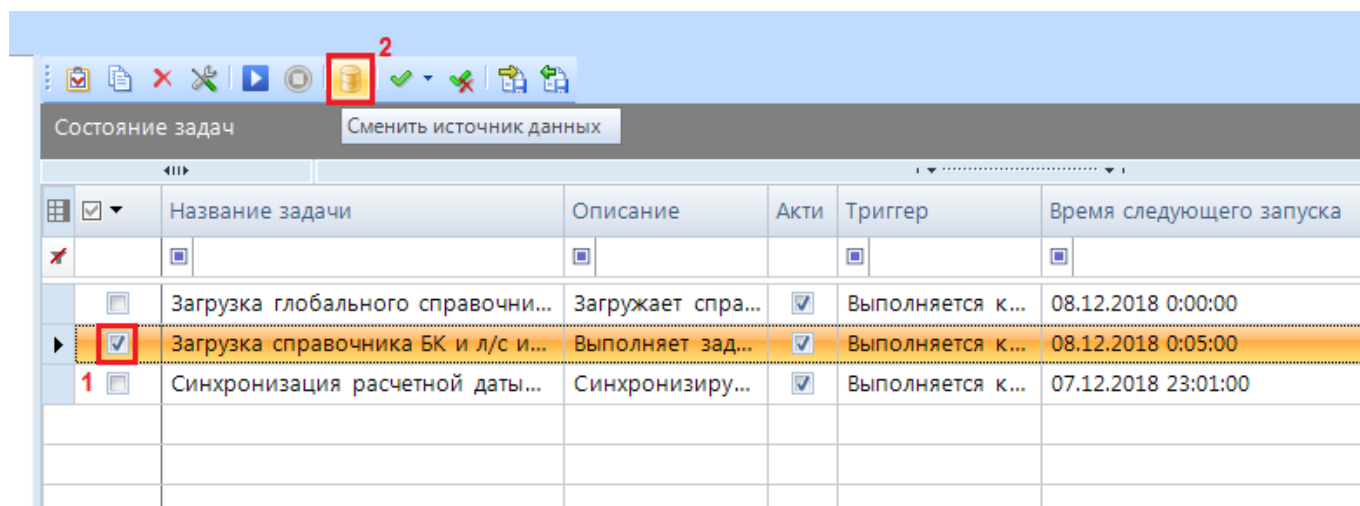 2
Состояние задач
Сменить источник данных
Название задачи Описание Акти Триггер Время следующего запуска
Загрузка глобального справочни... Загружает спра... Выполняется к... 08.12.2018 0:00:00
Загрузка справочника БК и л/с и... Выполняет зад... Выполняется к... 08.12.2018 0:05:00
1 Синхронизация расчетной даты... Синхронизиру... Выполняется к... 07.12.2018 23:01:00